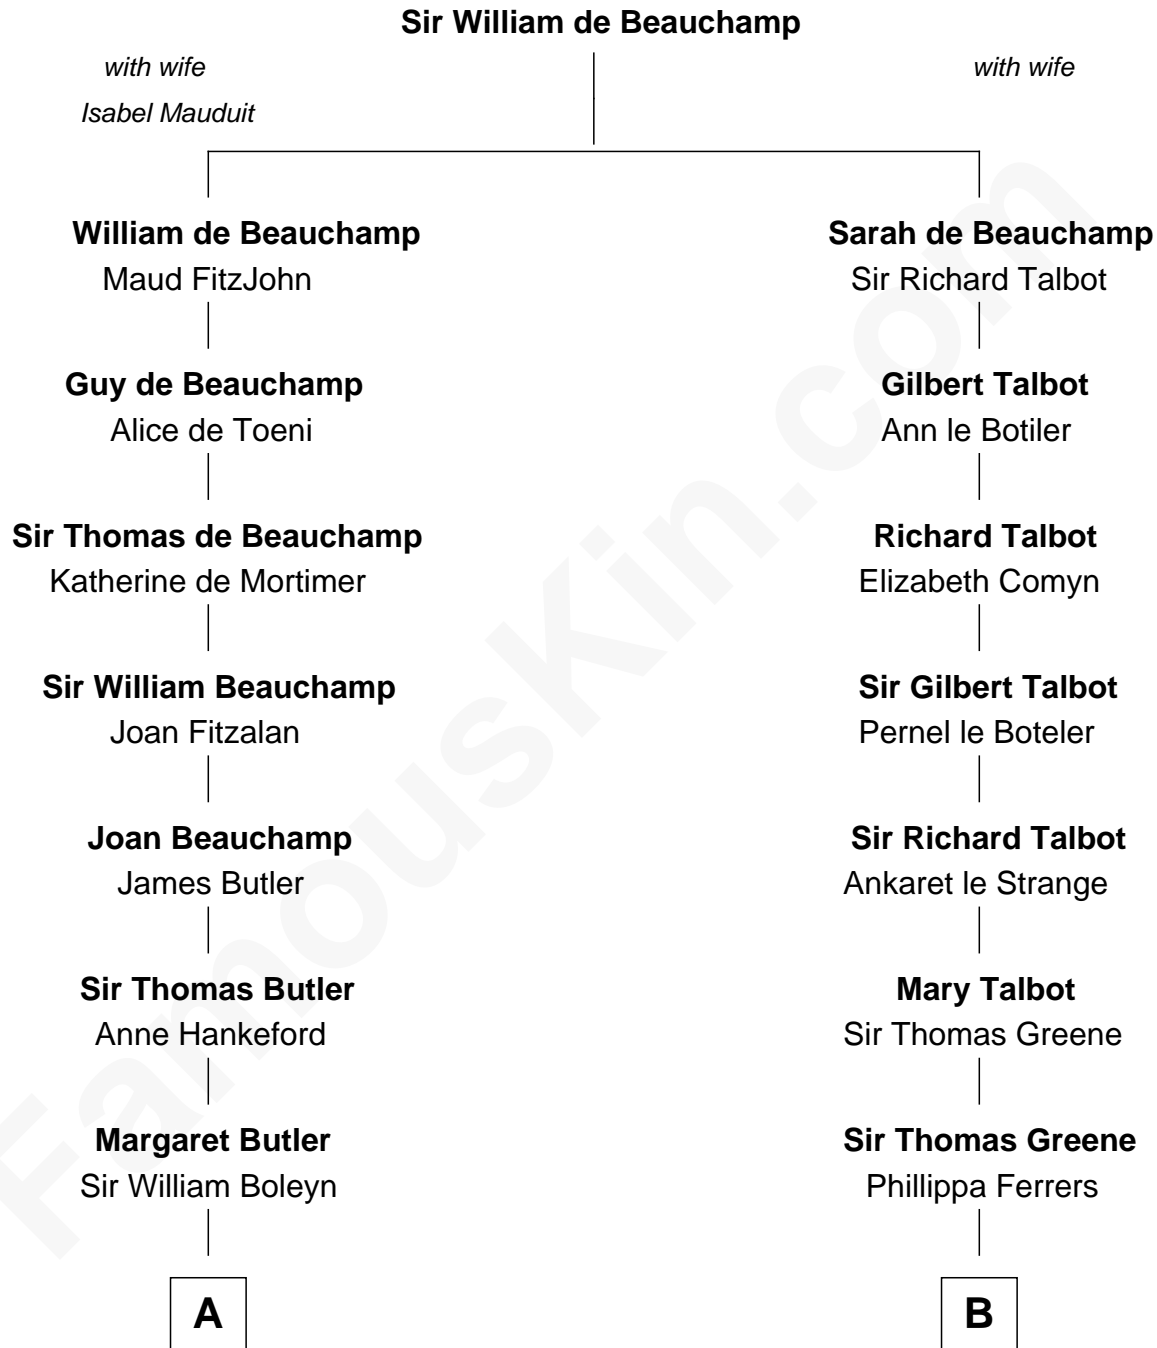 Sir William de Beauchamp
with wife
with wife
Isabel Mauduit
William de Beauchamp
Maud FitzJohn
Sarah de Beauchamp
Sir Richard Talbot
Guy de Beauchamp
Alice de Toeni
Gilbert Talbot
Ann le Botiler
Sir Thomas de Beauchamp
Katherine de Mortimer
Richard Talbot
Elizabeth Comyn
Sir William Beauchamp
Joan Fitzalan
Sir Gilbert Talbot
Pernel le Boteler
Joan Beauchamp
James Butler
Sir Richard Talbot
Ankaret le Strange
Sir Thomas Butler
Anne Hankeford
Mary Talbot
Sir Thomas Greene
Margaret Butler
Sir William Boleyn
Sir Thomas Greene
Phillippa Ferrers
A
B
FamousKin.com